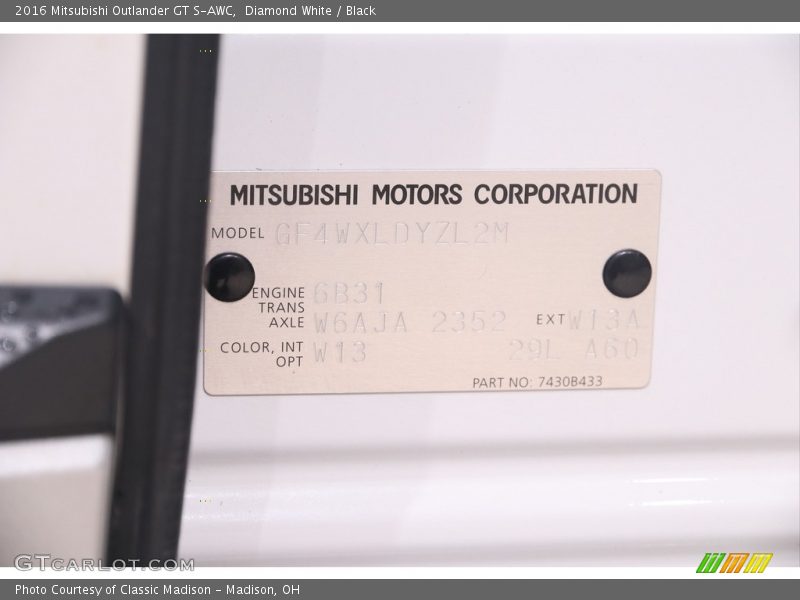 2016 Mitsubishi Outlander GT S-AWC,  Diamond White / Black
MITSUBISHI MOTORS CORPORATION
MODEL GF4WXLDYZL2M
ENGINE 6B31
TRANS
AXLE W6AJA 2352 EXT W13A
COLOR, INT
OPT W13 29L A60
PART NO: 7430B433
GTCARLOT.COM
Photo Courtesy of Classic Madison - Madison, OH